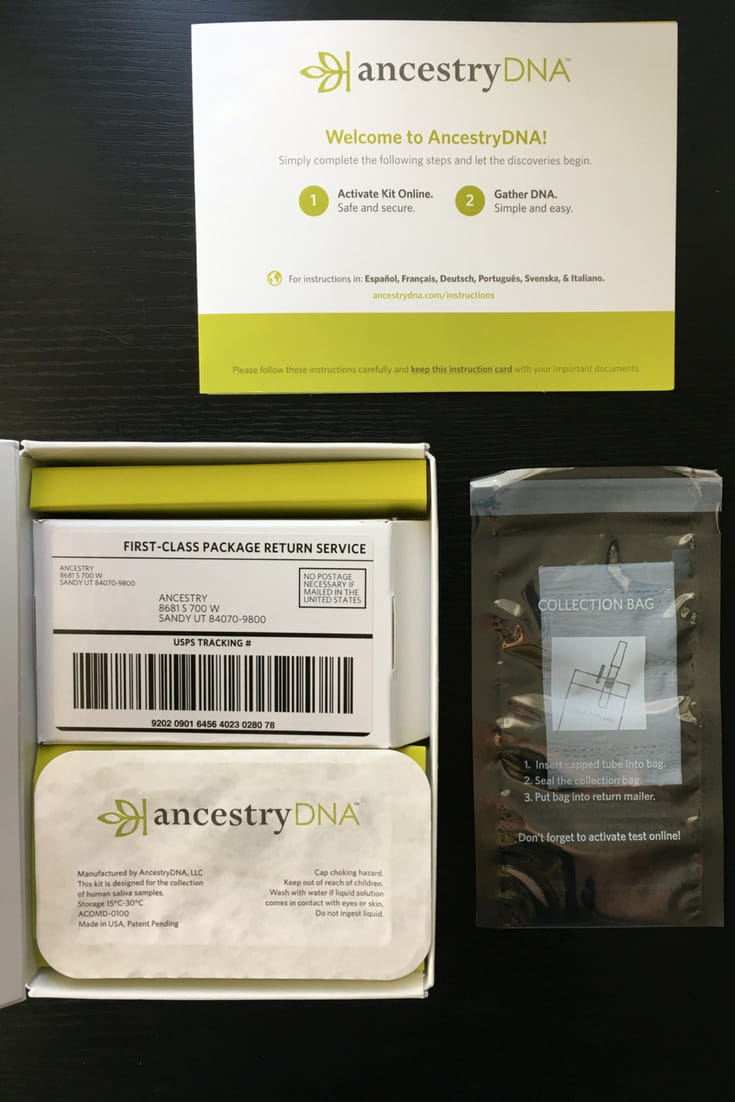 ancestryDNA™
Welcome to AncestryDNA!
Simply complete the following steps and let the discoveries begin.
1 Activate Kit Online.
Safe and secure.
2 Gather DNA.
Simple and easy.
For instructions in: Español, Français, Deutsch, Português, Svenska, & Italiano.
ancestrydna.com/instructions
Please follow these instructions carefully and keep this instruction card with your important documents.
FIRST-CLASS PACKAGE RETURN SERVICE
ANCESTRY
8681 S 700 W
SANDY UT 84070-9800
NO POSTAGE
NECESSARY IF
MAILED IN THE
UNITED STATES
ANCESTRY
8681 S 700 W
SANDY UT 84070-9800
USPS TRACKING #
9202 0901 6456 4023 0280 78
ancestryDNA™
Manufactured by AncestryDNA, LLC
This kit is designed for the collection
of human saliva samples.
Storage 15°C-30°C
ACOMD-0100
Made in USA, Patent Pending
Cap choking hazard.
Keep out of reach of children.
Wash with water if liquid solution
comes in contact with eyes or skin.
Do not ingest liquid.
COLLECTION BAG
1. Insert capped tube into bag.
2. Seal the collection bag.
3. Put bag into return mailer.
Don't forget to activate test online!